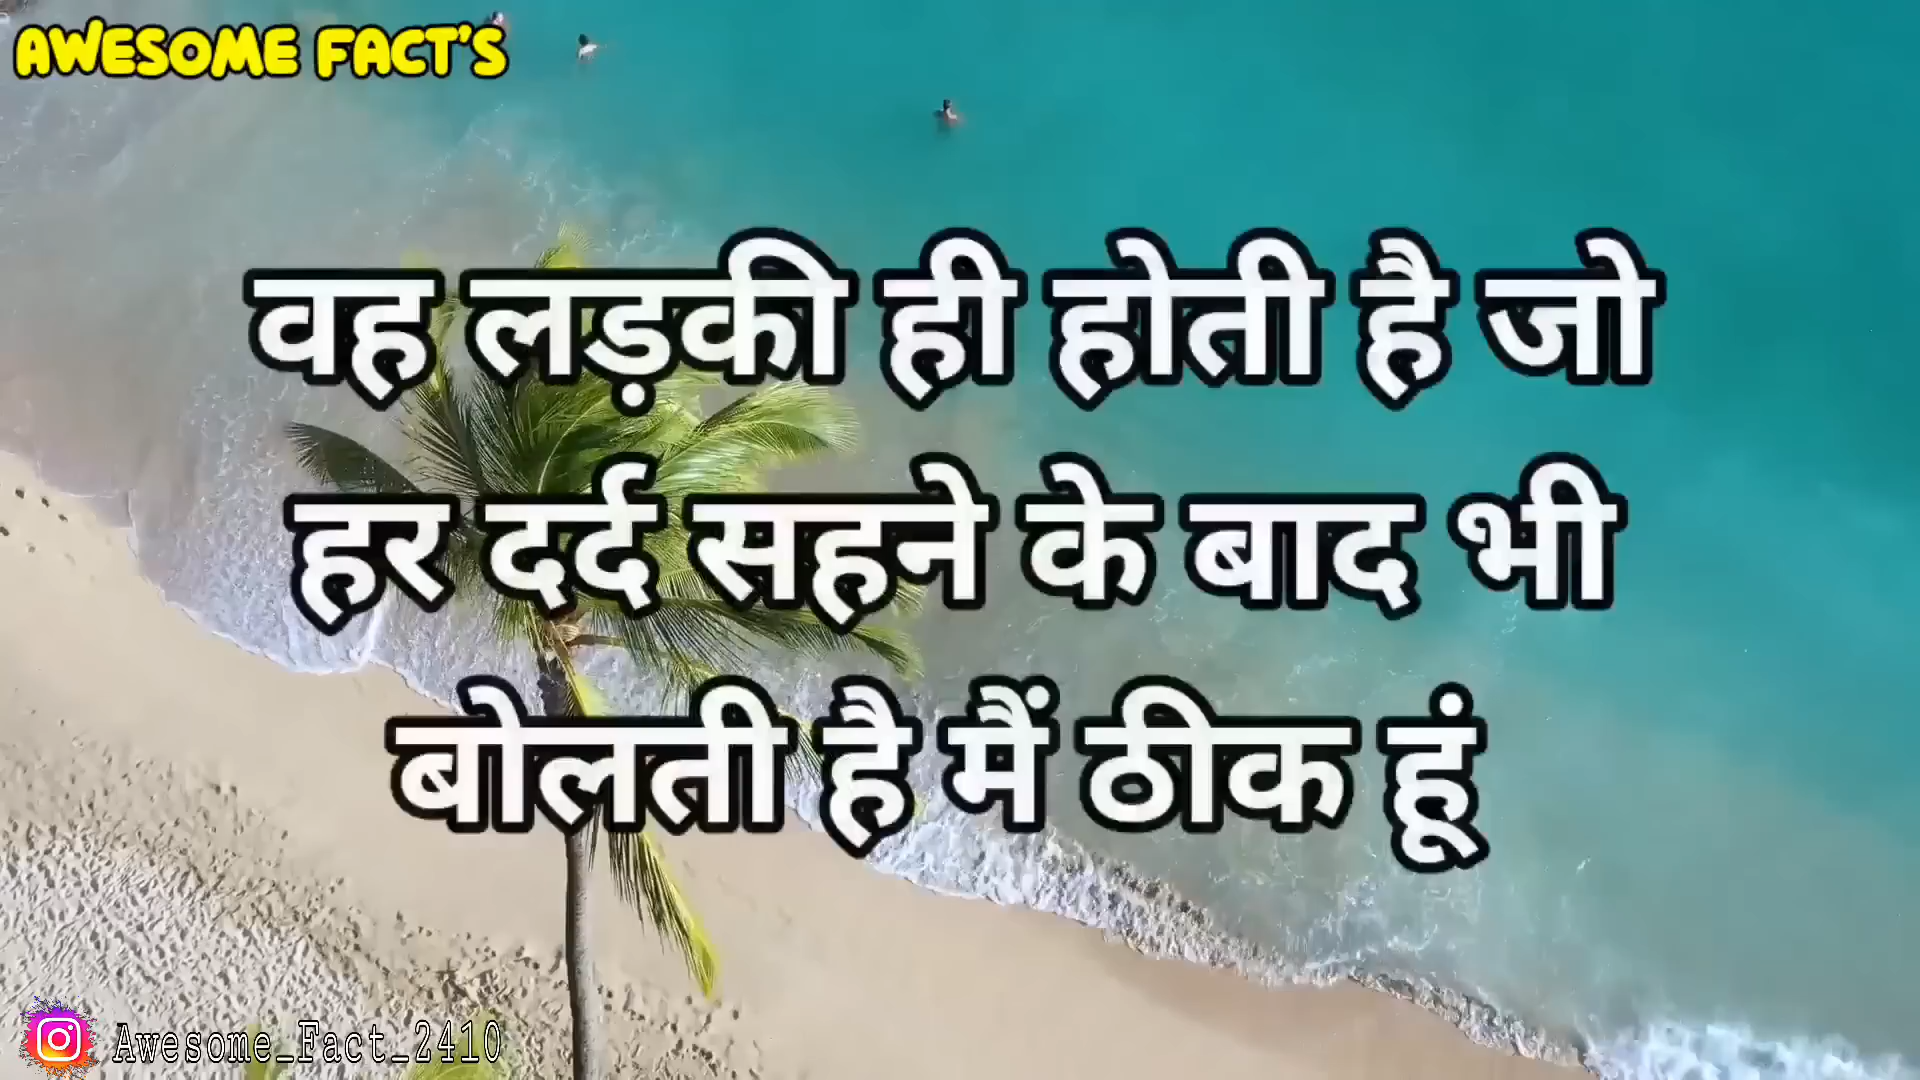 AWESOME FACT'S
वह लड़की ही होती है जो
हर दर्द सहने के बाद भी
बोलती है मैं ठीक हूं
Awesome_Fact_2410